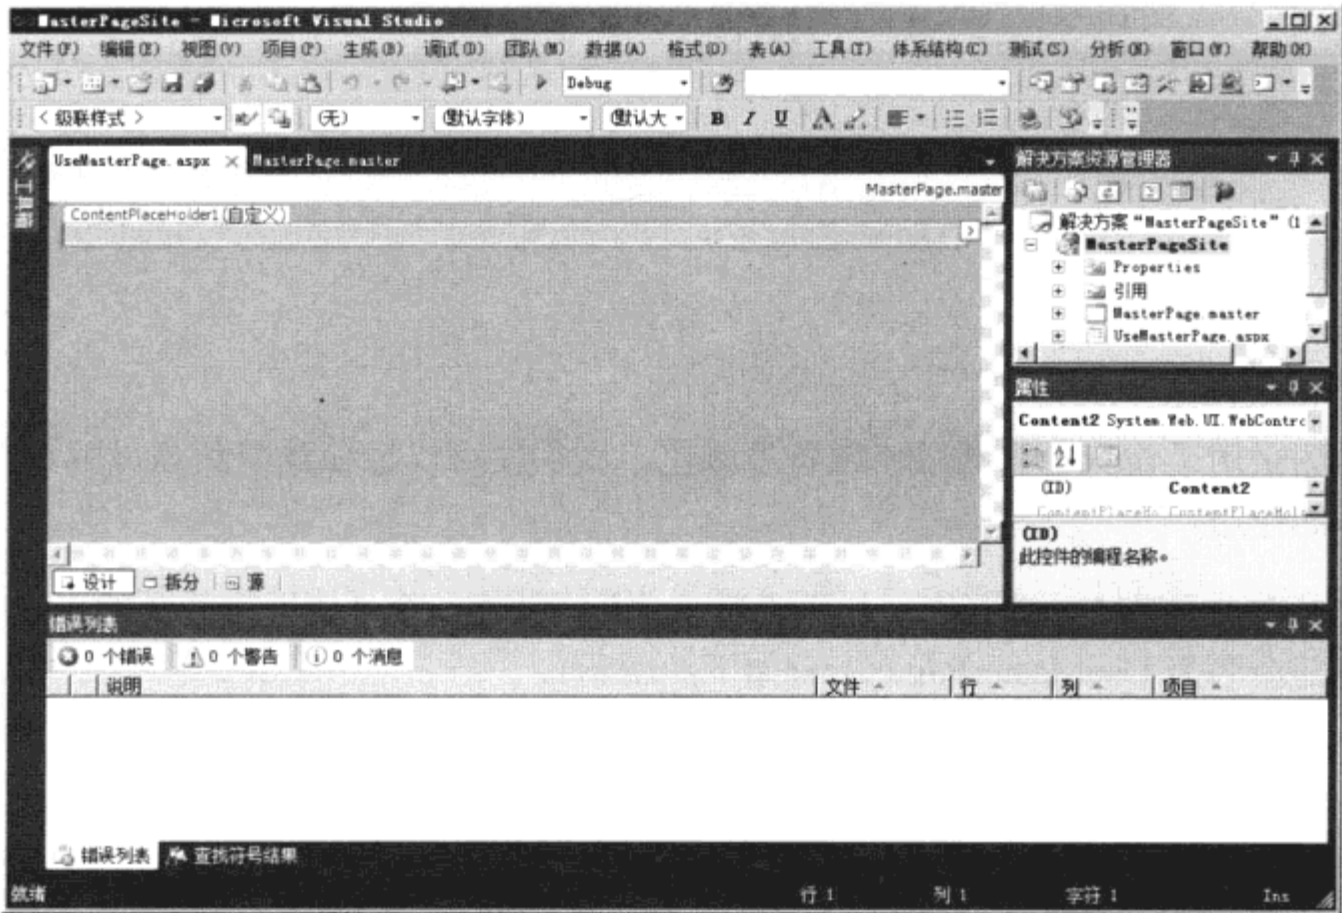 MasterPageSite - Microsoft Visual Studio
文件(F) 编辑(E) 视图(V) 项目(P) 生成(B) 调试(D) 团队(M) 数据(A) 格式(O) 表(A) 工具(T) 体系结构(C) 测试(S) 分析(N) 窗口(W) 帮助(H)
Debug
< 级联样式 > (无) (默认字体) (默认大 B I U
工具箱
UseMasterPage.aspx MasterPage.master
MasterPage.master
ContentPlaceHolder1 (自定义)
设计 拆分 源
解决方案资源管理器
解决方案“MasterPageSite” (1
MasterPageSite
Properties
引用
MasterPage.master
UseMasterPage.aspx
属性
Content2 System.Web.UI.WebContrc
(ID) Content2
ContentPlaceHo ContentPlaceHol
(ID)
此控件的编程名称。
错误列表
0 个错误 0 个警告 0 个消息
说明 文件 行 列 项目
错误列表 查找符号结果
就绪 行 1 列 1 字符 1 Ins